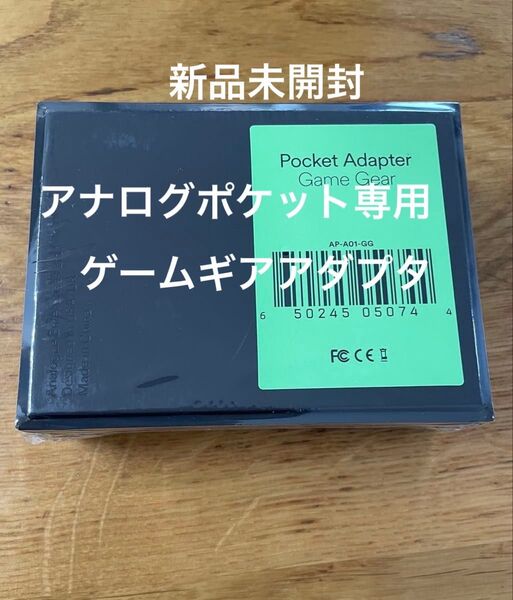 新品未開封
Pocket Adapter
Game Gear
アナログポケット専用
AP-A01-GG
ゲームギアアダプタ
6 50245 05074 4
FC CE